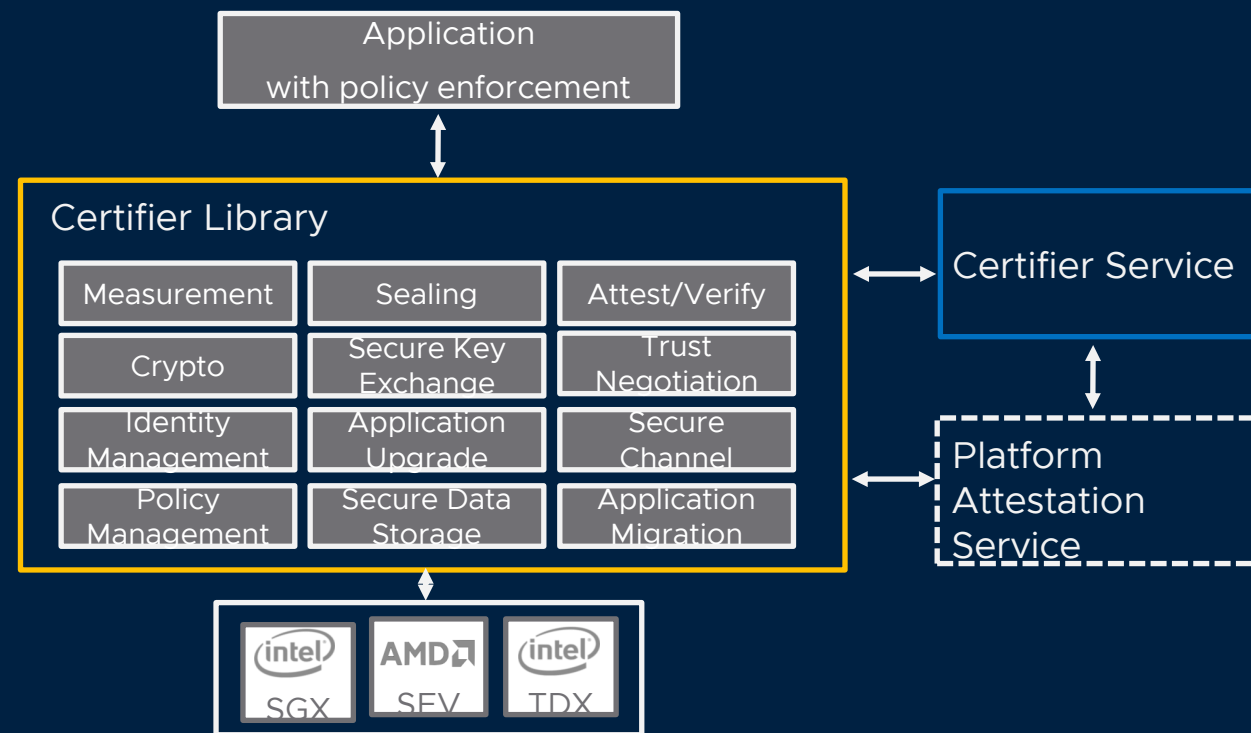 Application
with policy enforcement
Certifier Library
Measurement
Sealing
Attest/Verify
Crypto
Secure Key
Exchange
Trust
Negotiation
Identity
Management
Application
Upgrade
Secure
Channel
Policy
Management
Secure Data
Storage
Application
Migration
Certifier Service
Platform
Attestation
Service
intel
SGX
AMD
SEV
intel
TDX